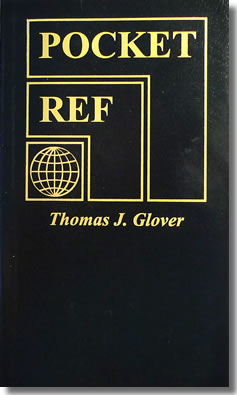 POCKET
REF
Thomas J. Glover